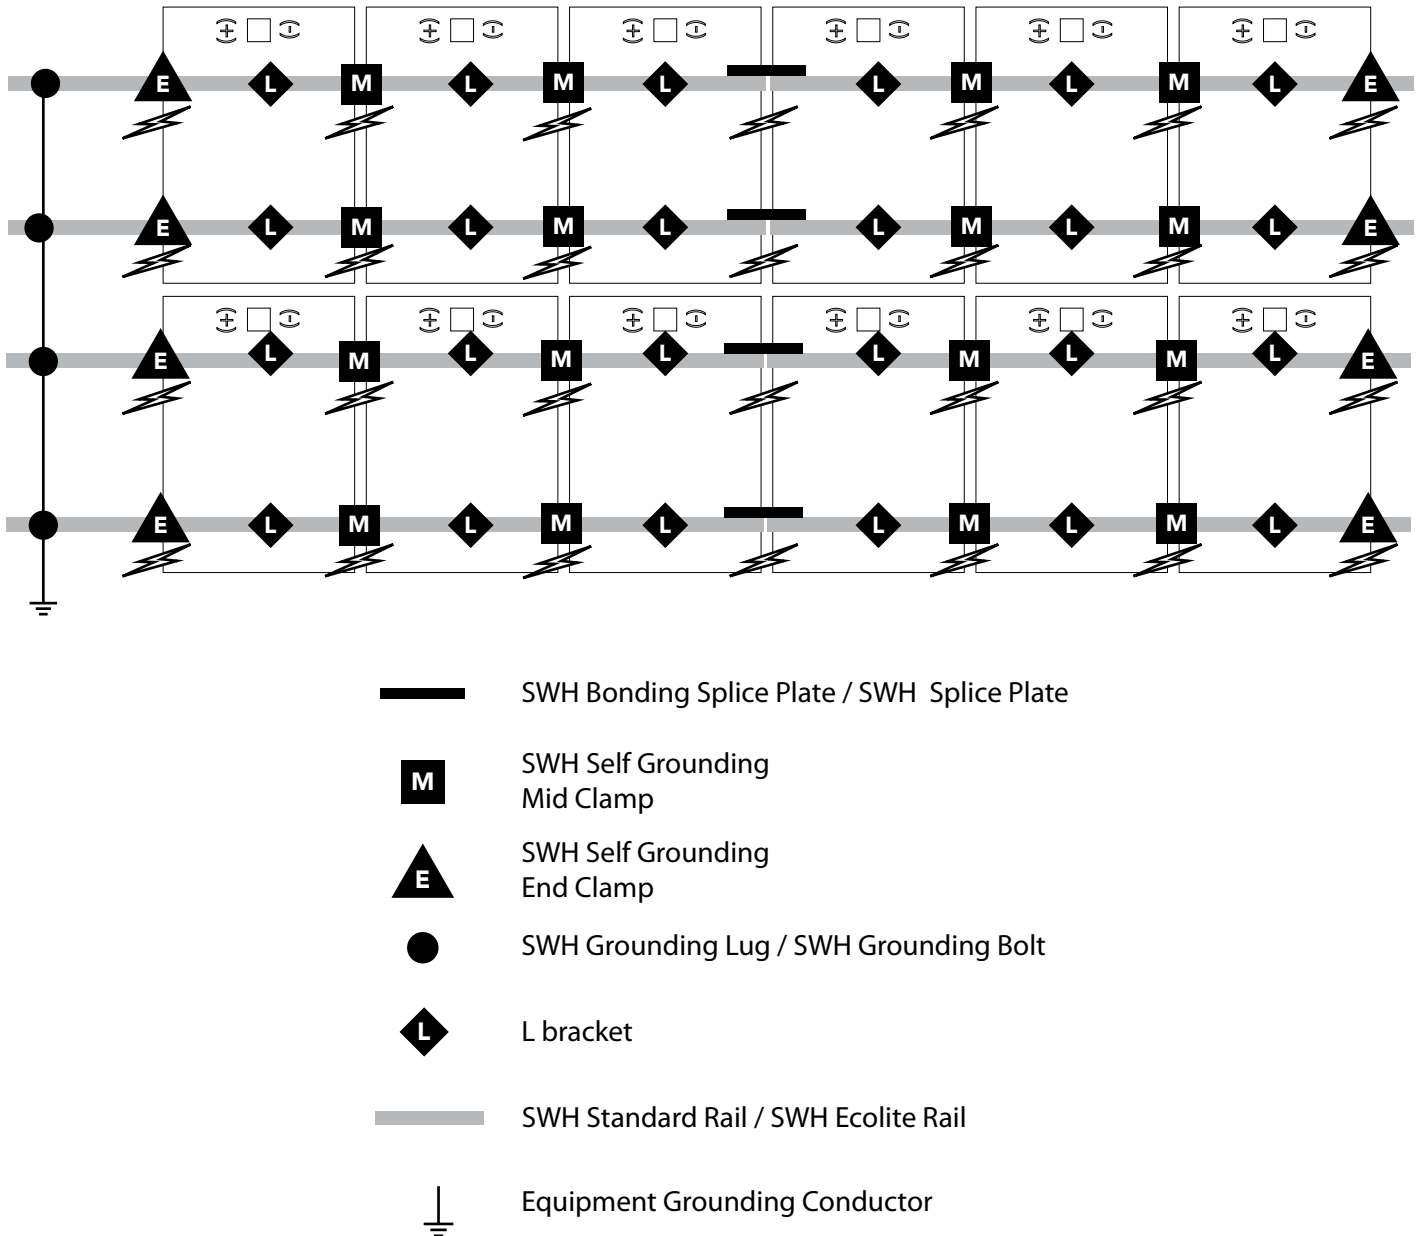 E L M L M L L M L M L E
E L M L M L L M L M L E
E L M L M L L M L M L E
E L M L M L L M L M L E
SWH Bonding Splice Plate / SWH Splice Plate
M
SWH Self Grounding
Mid Clamp
E
SWH Self Grounding
End Clamp
SWH Grounding Lug / SWH Grounding Bolt
L
L bracket
SWH Standard Rail / SWH Ecolite Rail
Equipment Grounding Conductor